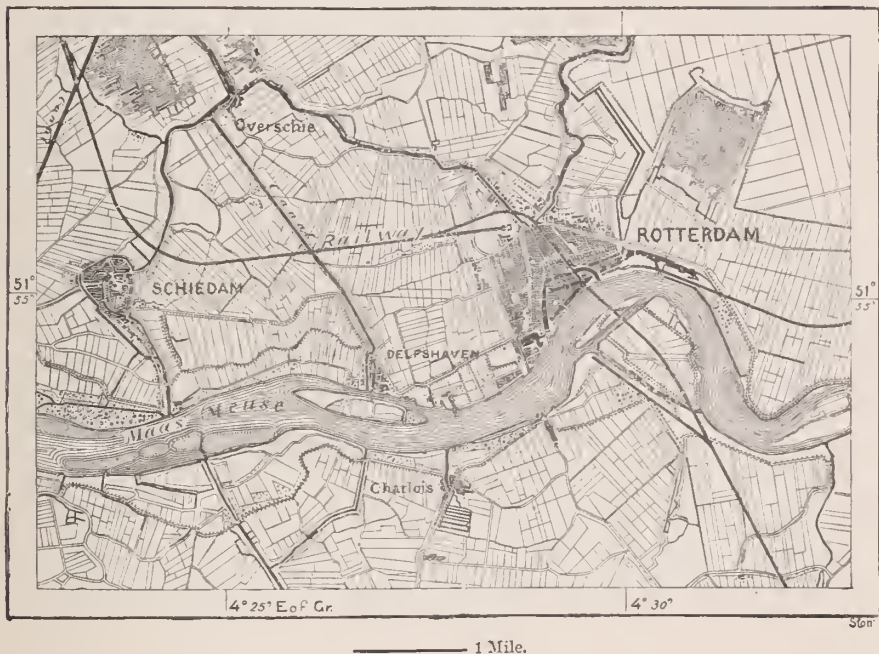 Overschie
Canal
Railway
ROTTERDAM
SCHIEDAM
51°
55'
51°
55'
DELFSHAVEN
Maas Meuse
Charlois
4° 25' E of Gr.
4° 30'
1 Mile.